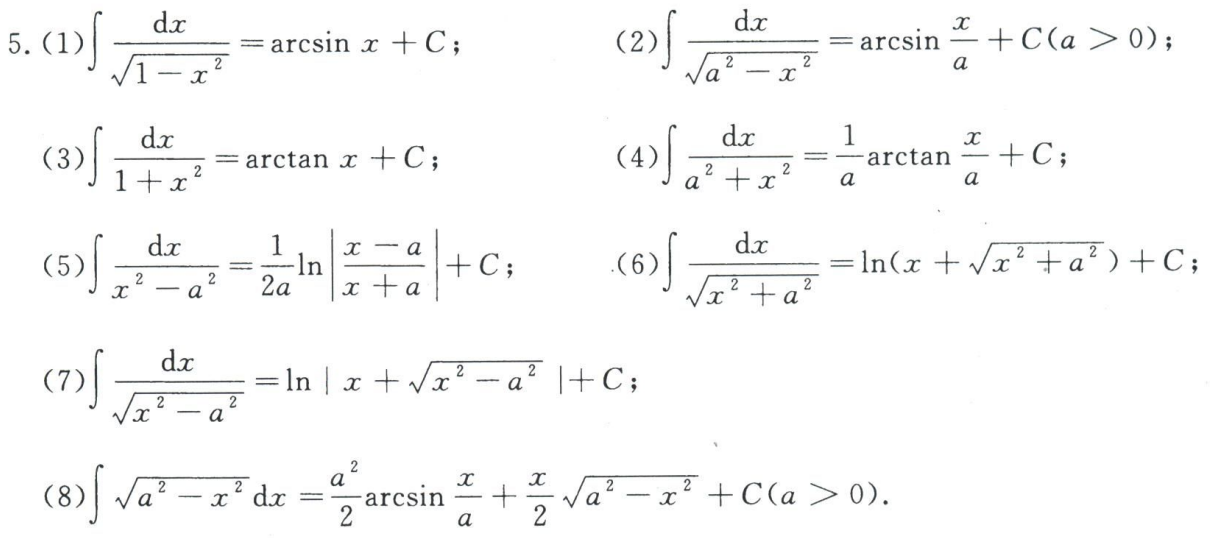 5. (1) ∫ dx/√(1 − x²) = arcsin x + C; (2) ∫ dx/√(a² − x²) = arcsin x/a + C(a > 0);
(3) ∫ dx/(1 + x²) = arctan x + C; (4) ∫ dx/(a² + x²) = 1/a arctan x/a + C;
(5) ∫ dx/(x² − a²) = 1/(2a) ln |(x − a)/(x + a)| + C; (6) ∫ dx/√(x² + a²) = ln(x + √(x² + a²)) + C;
(7) ∫ dx/√(x² − a²) = ln | x + √(x² − a²) | + C;
(8) ∫ √(a² − x²) dx = a²/2 arcsin x/a + x/2 √(a² − x²) + C(a > 0).